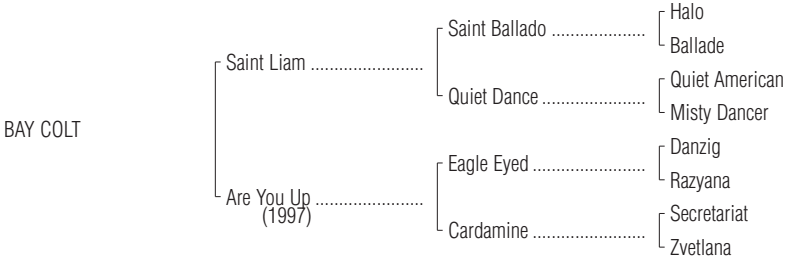 Halo
Saint Ballado .....................
Ballade
Saint Liam .........................
Quiet American
Quiet Dance .......................
Misty Dancer
BAY COLT
Danzig
Eagle Eyed .........................
Razyana
Are You Up ........................
(1997)
Secretariat
Cardamine .........................
Zvetlana